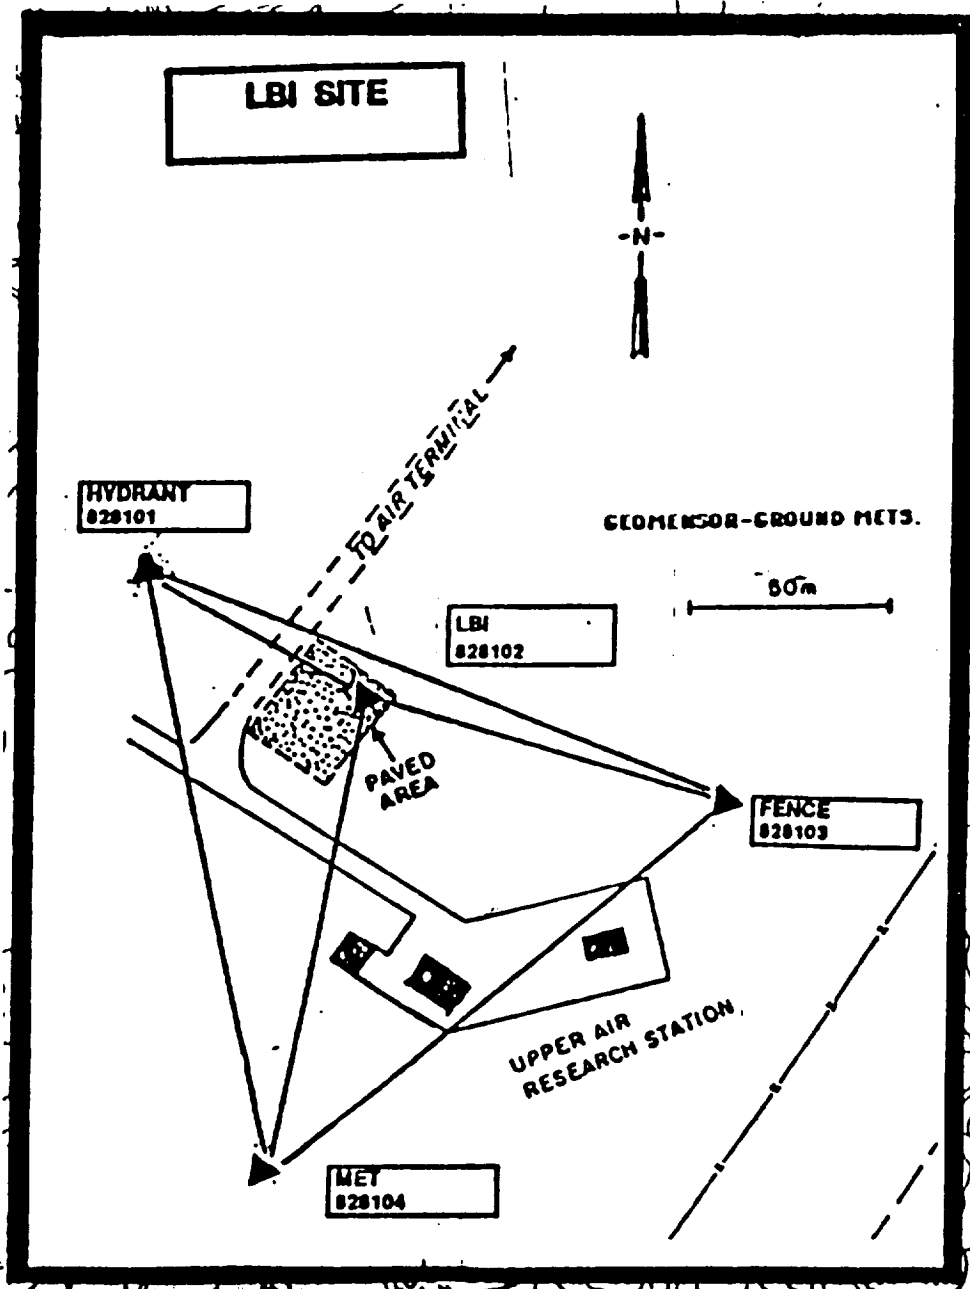 LBI SITE
-N-
TO AIR TERMINAL
HYDRANT
828101
GEOMENSOR-GROUND METS.
50m
LBI
828102
PAVED
AREA
FENCE
828103
UPPER AIR
RESEARCH STATION
MET
828104